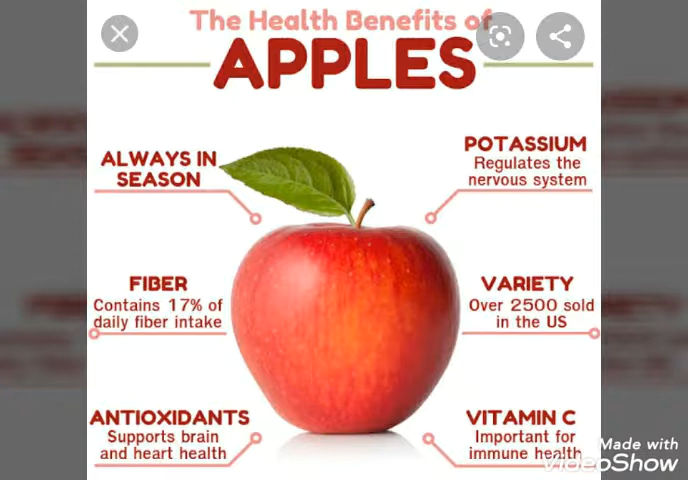 The Health Benefits of
APPLES
ALWAYS IN
SEASON
POTASSIUM
Regulates the
nervous system
FIBER
Contains 17% of
daily fiber intake
VARIETY
Over 2500 sold
in the US
ANTIOXIDANTS
Supports brain
and heart health
VITAMIN C
Important for
immune health
Made with
VideoShow